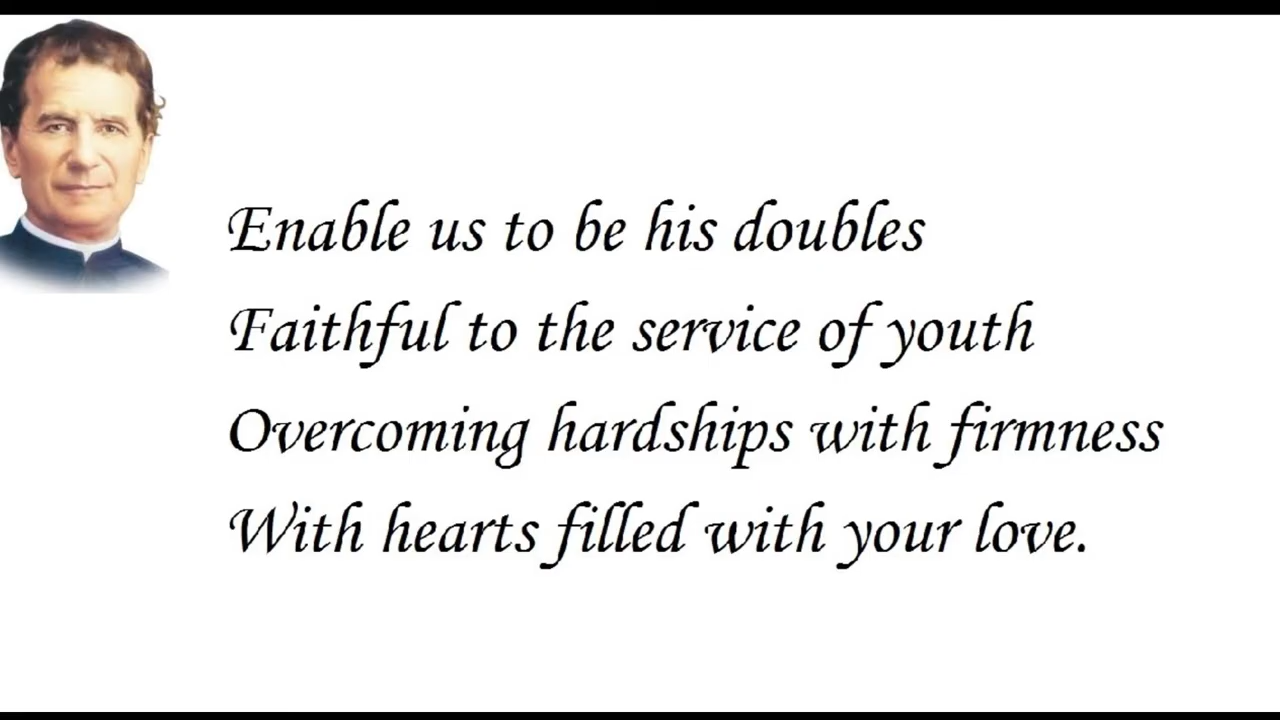 Enable us to be his doubles
Faithful to the service of youth
Overcoming hardships with firmness
With hearts filled with your love.